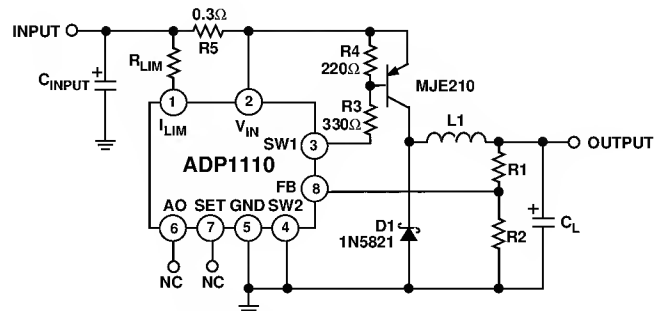 0.3Ω
INPUT
R5
R4
220Ω
RLIM
CINPUT
+
MJE210
1
2
R3
330Ω
ILIM
VIN
L1
SW1
3
OUTPUT
ADP1110
R1
FB
8
AO
SET
GND
SW2
6
7
5
4
D1
1N5821
+
CL
R2
NC
NC